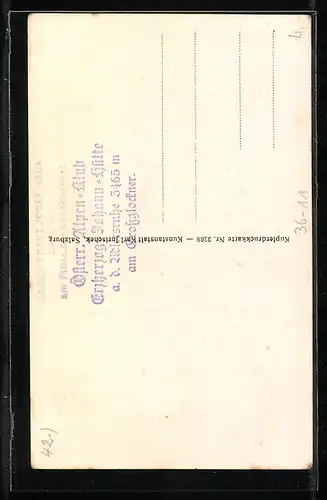 Österr. Alpen-Klub
Erzherzog Johann-Hütte
a. d. Adlersruhe 3465 m
am Großglockner.
Kupferdruckkarte Nr. 3268 — Kunstanstalt Karl Jurischek, Salzburg
36-11
4.
42.)